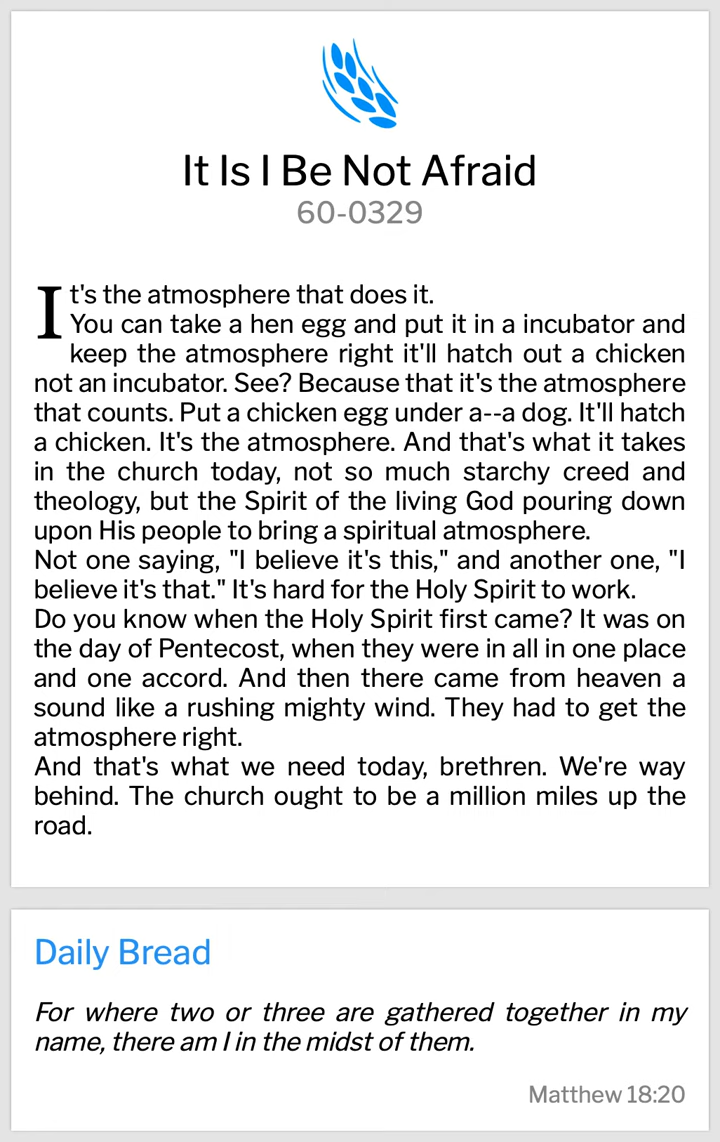 It Is I Be Not Afraid
60-0329
It's the atmosphere that does it.
You can take a hen egg and put it in a incubator and
keep the atmosphere right it'll hatch out a chicken
not an incubator. See? Because that it's the atmosphere
that counts. Put a chicken egg under a--a dog. It'll hatch
a chicken. It's the atmosphere. And that's what it takes
in the church today, not so much starchy creed and
theology, but the Spirit of the living God pouring down
upon His people to bring a spiritual atmosphere.
Not one saying, "I believe it's this," and another one, "I
believe it's that." It's hard for the Holy Spirit to work.
Do you know when the Holy Spirit first came? It was on
the day of Pentecost, when they were in all in one place
and one accord. And then there came from heaven a
sound like a rushing mighty wind. They had to get the
atmosphere right.
And that's what we need today, brethren. We're way
behind. The church ought to be a million miles up the
road.
Daily Bread
For where two or three are gathered together in my
name, there am I in the midst of them.
Matthew 18:20